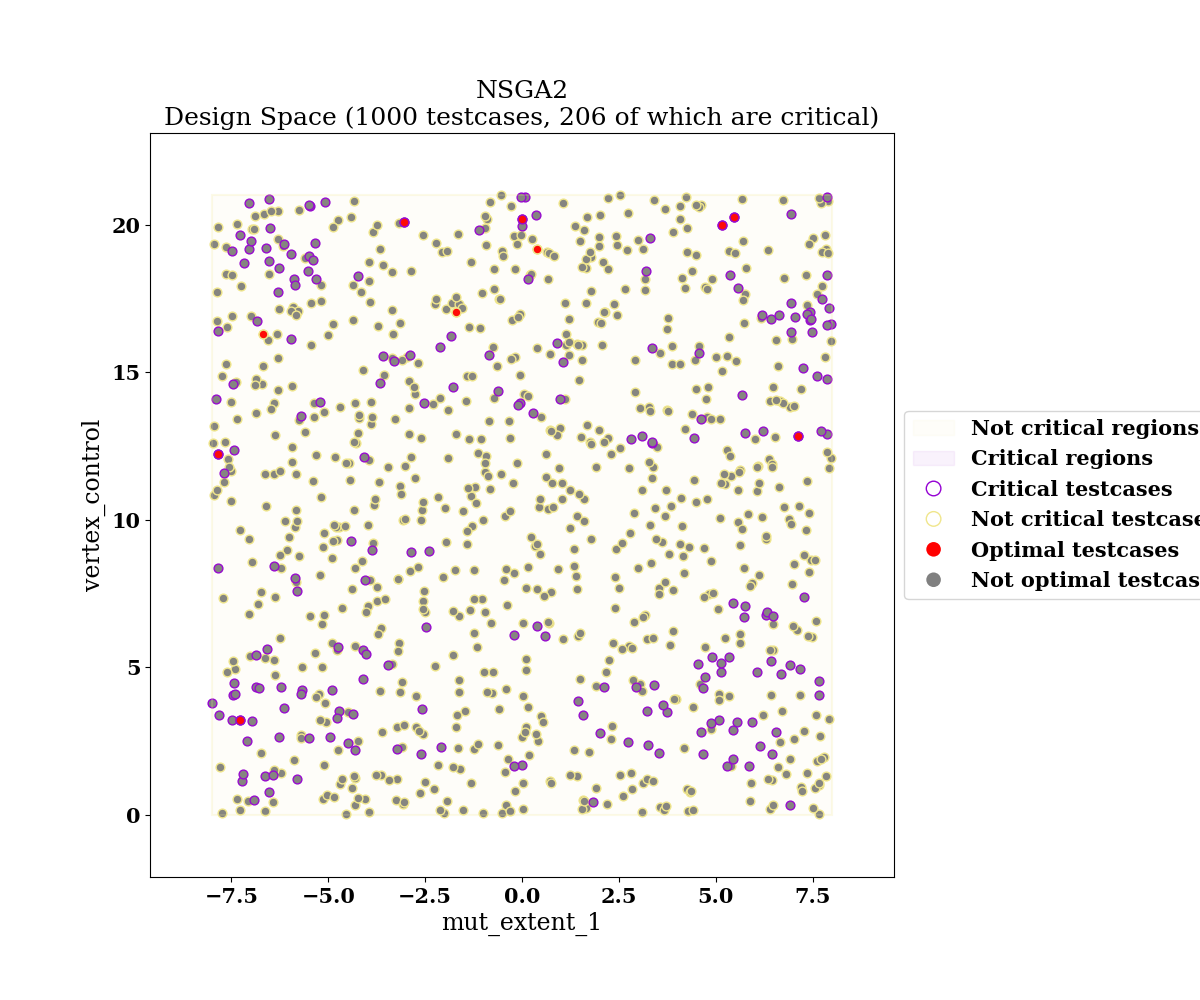 NSGA2
Design Space (1000 testcases, 206 of which are critical)
20
15
10
5
0
vertex_control
−7.5 −5.0 −2.5 0.0 2.5 5.0 7.5
mut_extent_1
Not critical regions
Critical regions
Critical testcases
Not critical testcase
Optimal testcases
Not optimal testcas